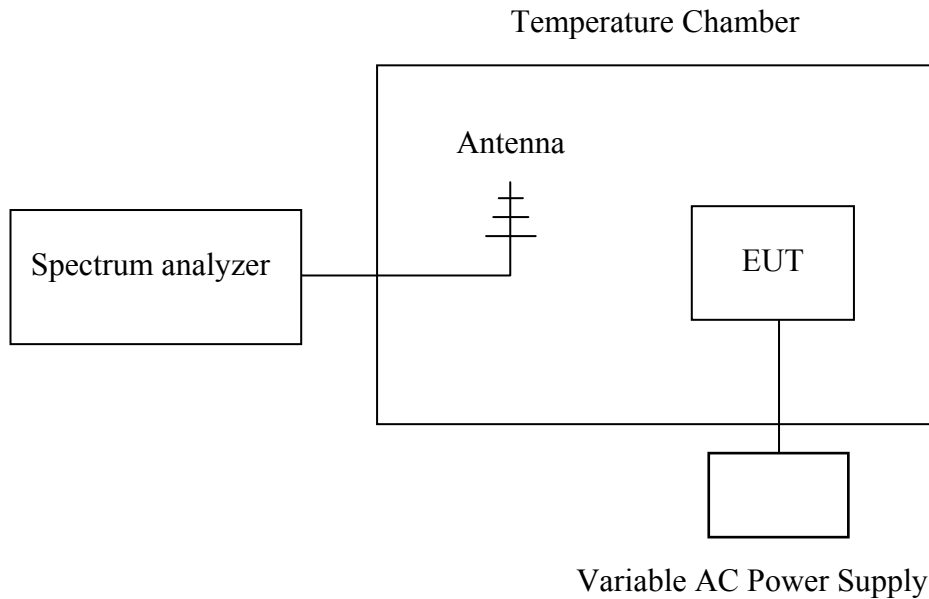 Temperature Chamber
Antenna
Spectrum analyzer
EUT
Variable AC Power Supply